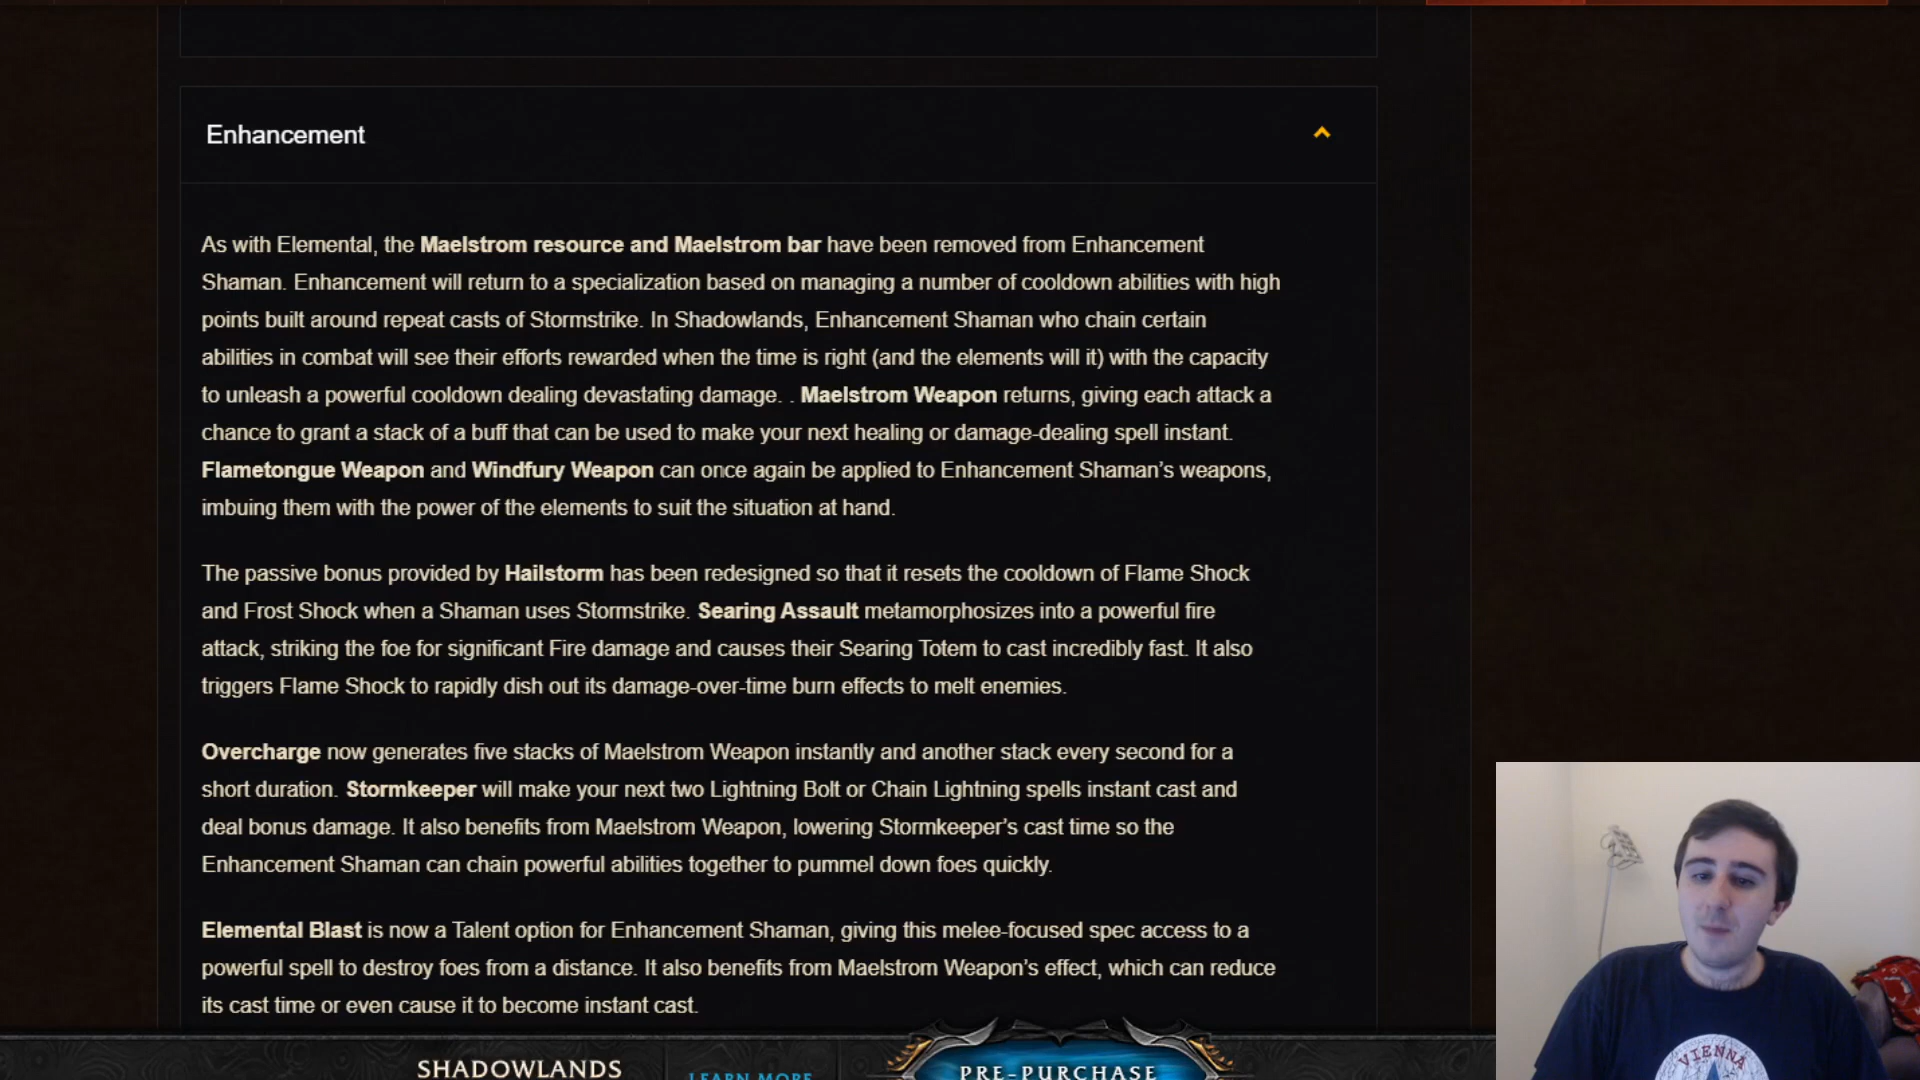 Enhancement
As with Elemental, the Maelstrom resource and Maelstrom bar have been removed from Enhancement
Shaman. Enhancement will return to a specialization based on managing a number of cooldown abilities with high
points built around repeat casts of Stormstrike. In Shadowlands, Enhancement Shaman who chain certain
abilities in combat will see their efforts rewarded when the time is right (and the elements will it) with the capacity
to unleash a powerful cooldown dealing devastating damage. . Maelstrom Weapon returns, giving each attack a
chance to grant a stack of a buff that can be used to make your next healing or damage-dealing spell instant.
Flametongue Weapon and Windfury Weapon can once again be applied to Enhancement Shaman's weapons,
imbuing them with the power of the elements to suit the situation at hand.
The passive bonus provided by Hailstorm has been redesigned so that it resets the cooldown of Flame Shock
and Frost Shock when a Shaman uses Stormstrike. Searing Assault metamorphosizes into a powerful fire
attack, striking the foe for significant Fire damage and causes their Searing Totem to cast incredibly fast. It also
triggers Flame Shock to rapidly dish out its damage-over-time burn effects to melt enemies.
Overcharge now generates five stacks of Maelstrom Weapon instantly and another stack every second for a
short duration. Stormkeeper will make your next two Lightning Bolt or Chain Lightning spells instant cast and
deal bonus damage. It also benefits from Maelstrom Weapon, lowering Stormkeeper's cast time so the
Enhancement Shaman can chain powerful abilities together to pummel down foes quickly.
Elemental Blast is now a Talent option for Enhancement Shaman, giving this melee-focused spec access to a
powerful spell to destroy foes from a distance. It also benefits from Maelstrom Weapon's effect, which can reduce
its cast time or even cause it to become instant cast.
SHADOWLANDS
LEARN MORE
PRE-PURCHASE
VIENNA